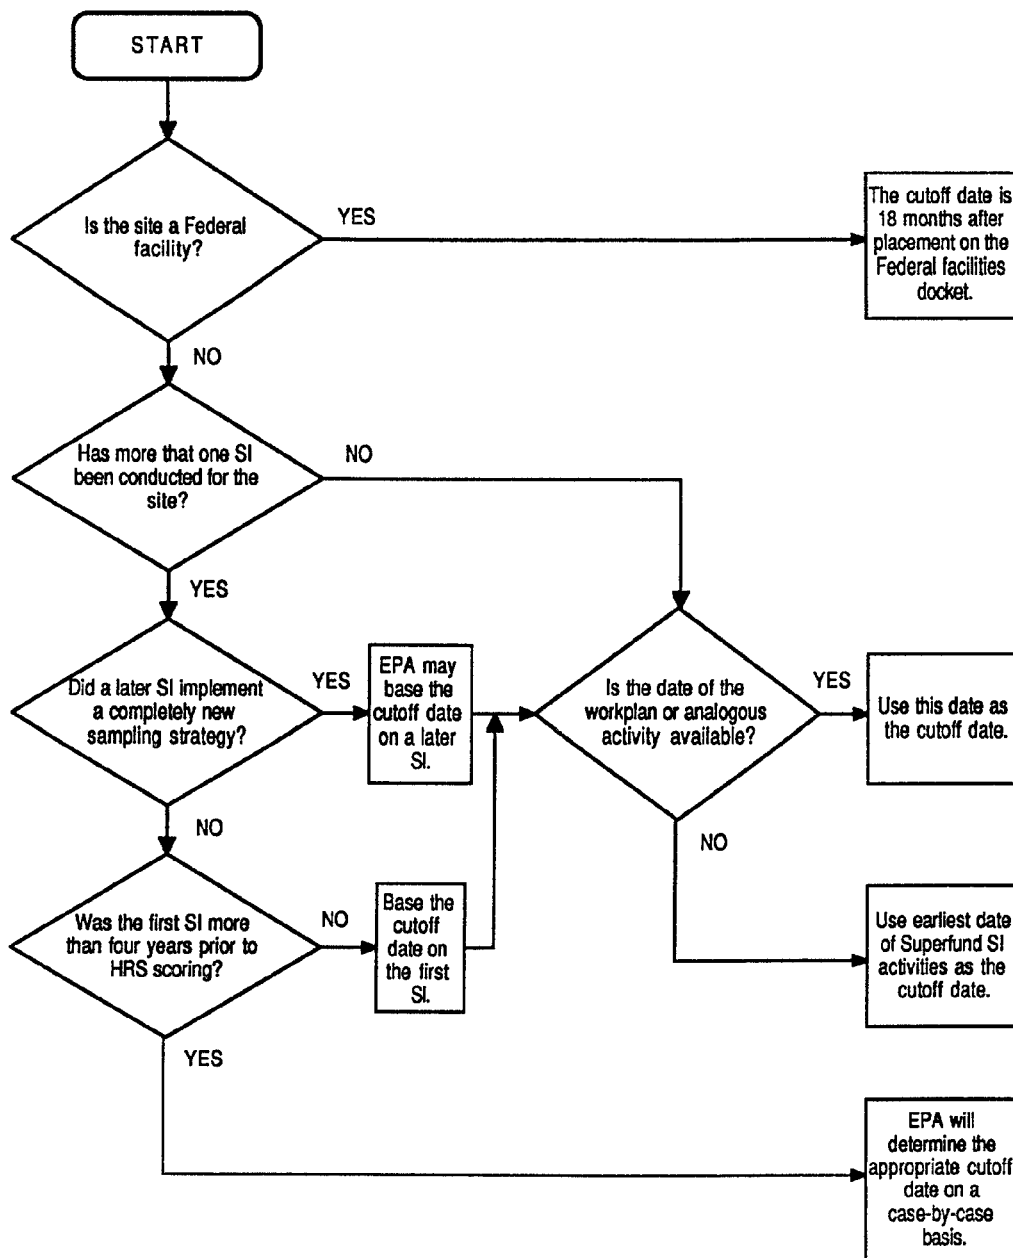 START
Is the site a Federal
facility?
YES
The cutoff date is
18 months after
placement on the
Federal facilities
docket.
NO
Has more that one SI
been conducted for the
site?
NO
YES
Did a later SI implement
a completely new
sampling strategy?
YES
EPA may
base the
cutoff date
on a later
SI.
Is the date of the
workplan or analogous
activity available?
YES
Use this date as
the cutoff date.
NO
NO
Was the first SI more
than four years prior to
HRS scoring?
NO
Base the
cutoff
date on
the first
SI.
Use earliest date
of Superfund SI
activities as the
cutoff date.
YES
EPA will
determine the
appropriate cutoff
date on a
case-by-case
basis.